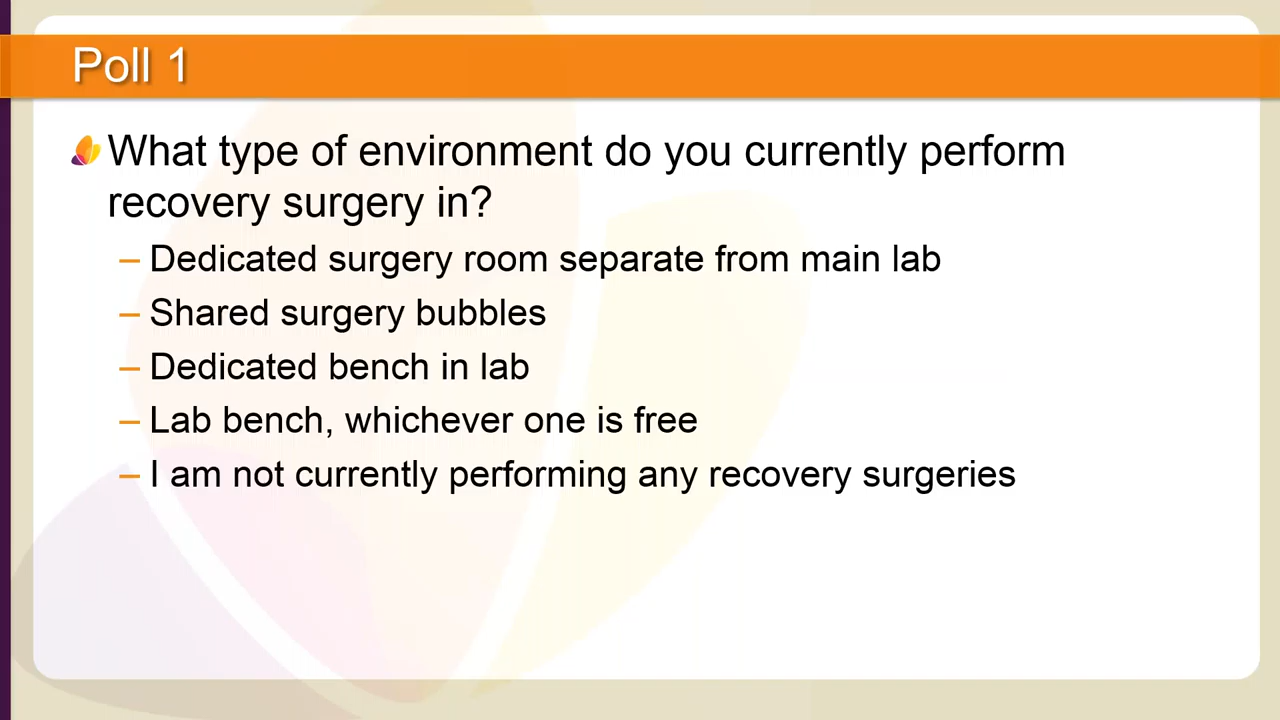 Poll 1
What type of environment do you currently perform
recovery surgery in?
– Dedicated surgery room separate from main lab
– Shared surgery bubbles
– Dedicated bench in lab
– Lab bench, whichever one is free
– I am not currently performing any recovery surgeries